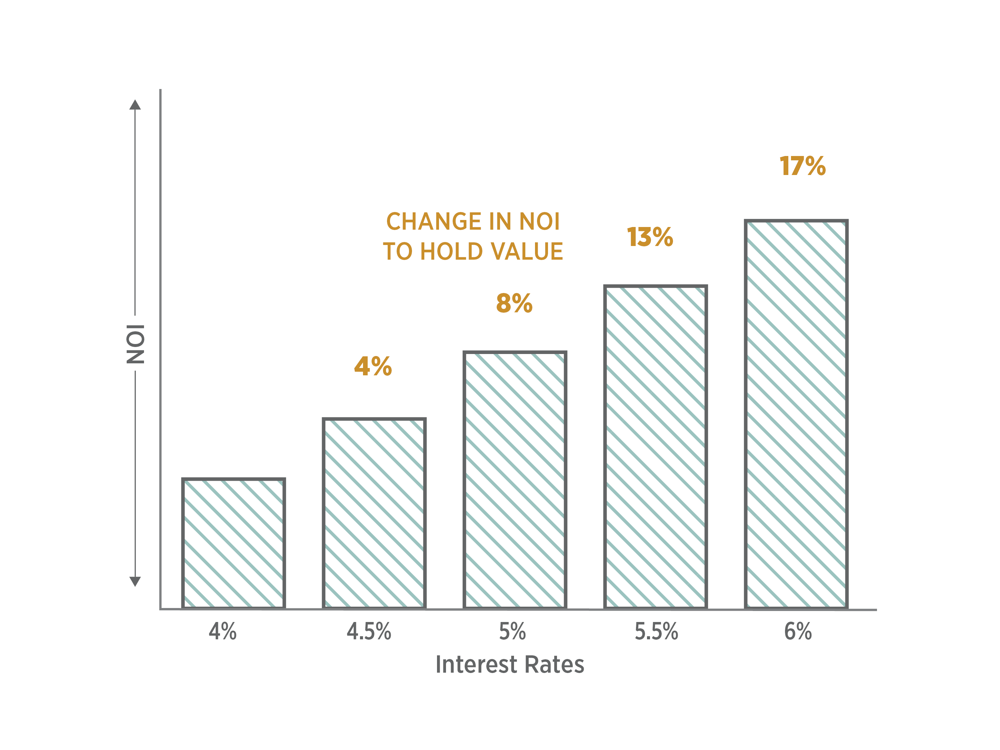 17%
CHANGE IN NOI
TO HOLD VALUE
13%
8%
4%
NOI
4%
4.5%
5%
5.5%
6%
Interest Rates